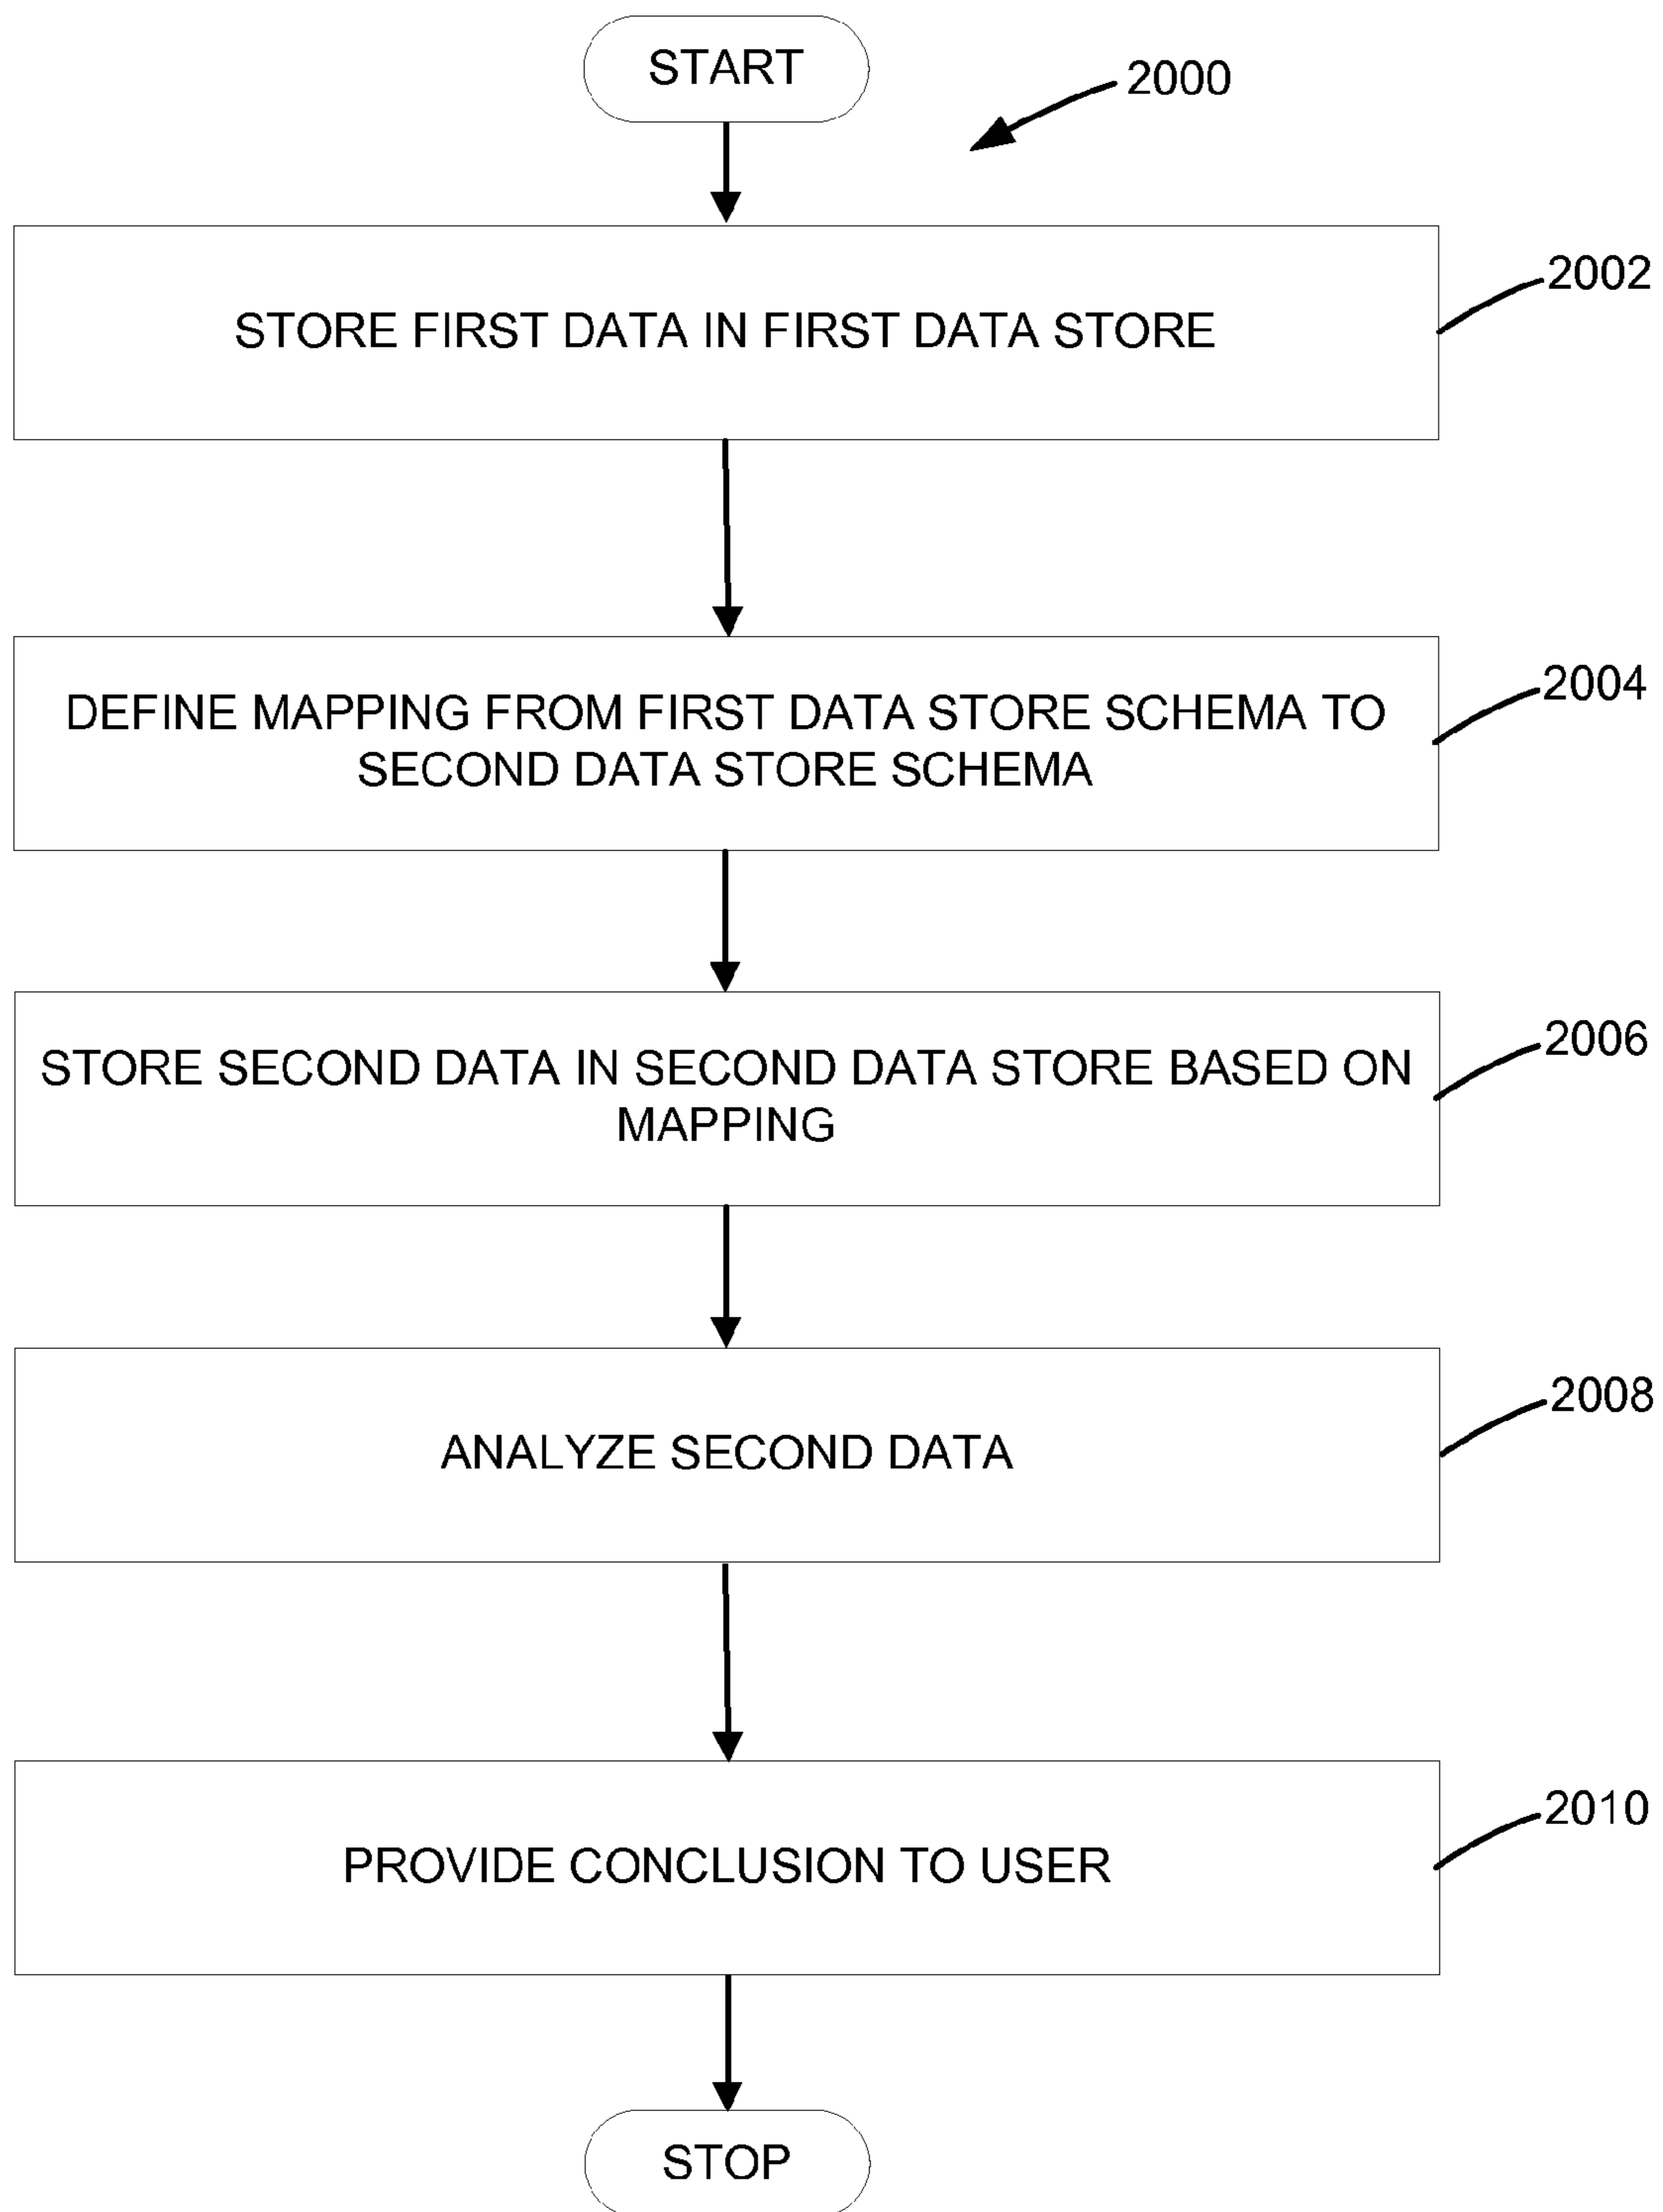 START
2000
2002
STORE FIRST DATA IN FIRST DATA STORE
2004
DEFINE MAPPING FROM FIRST DATA STORE SCHEMA TO
SECOND DATA STORE SCHEMA
2006
STORE SECOND DATA IN SECOND DATA STORE BASED ON
MAPPING
2008
ANALYZE SECOND DATA
2010
PROVIDE CONCLUSION TO USER
STOP